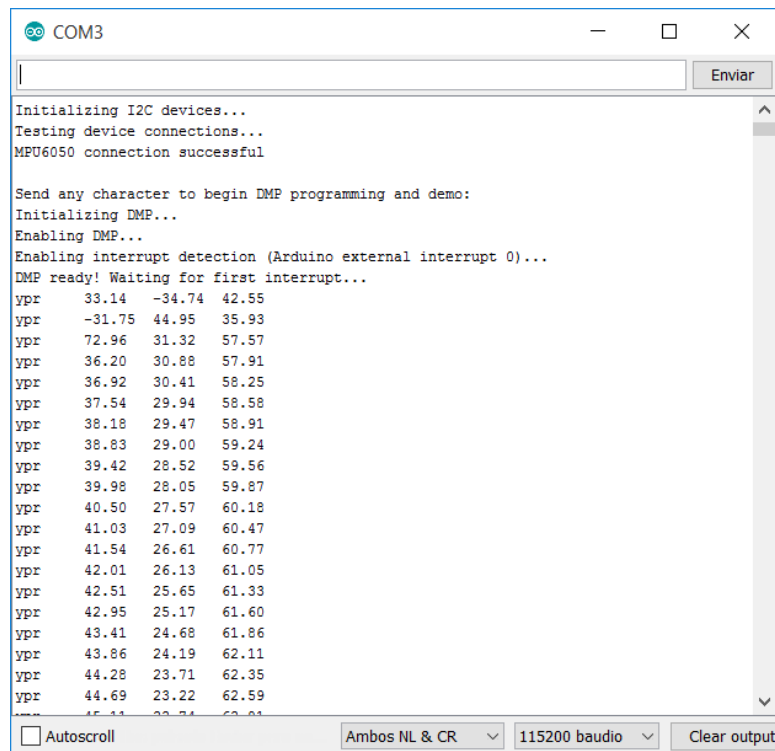 COM3
Enviar
Initializing I2C devices...
Testing device connections...
MPU6050 connection successful
Send any character to begin DMP programming and demo:
Initializing DMP...
Enabling DMP...
Enabling interrupt detection (Arduino external interrupt 0)...
DMP ready! Waiting for first interrupt...
ypr 33.14 -34.74 42.55
ypr -31.75 44.95 35.93
ypr 72.96 31.32 57.57
ypr 36.20 30.88 57.91
ypr 36.92 30.41 58.25
ypr 37.54 29.94 58.58
ypr 38.18 29.47 58.91
ypr 38.83 29.00 59.24
ypr 39.42 28.52 59.56
ypr 39.98 28.05 59.87
ypr 40.50 27.57 60.18
ypr 41.03 27.09 60.47
ypr 41.54 26.61 60.77
ypr 42.01 26.13 61.05
ypr 42.51 25.65 61.33
ypr 42.95 25.17 61.60
ypr 43.41 24.68 61.86
ypr 43.86 24.19 62.11
ypr 44.28 23.71 62.35
ypr 44.69 23.22 62.59
Autoscroll Ambos NL & CR 115200 baudio Clear output